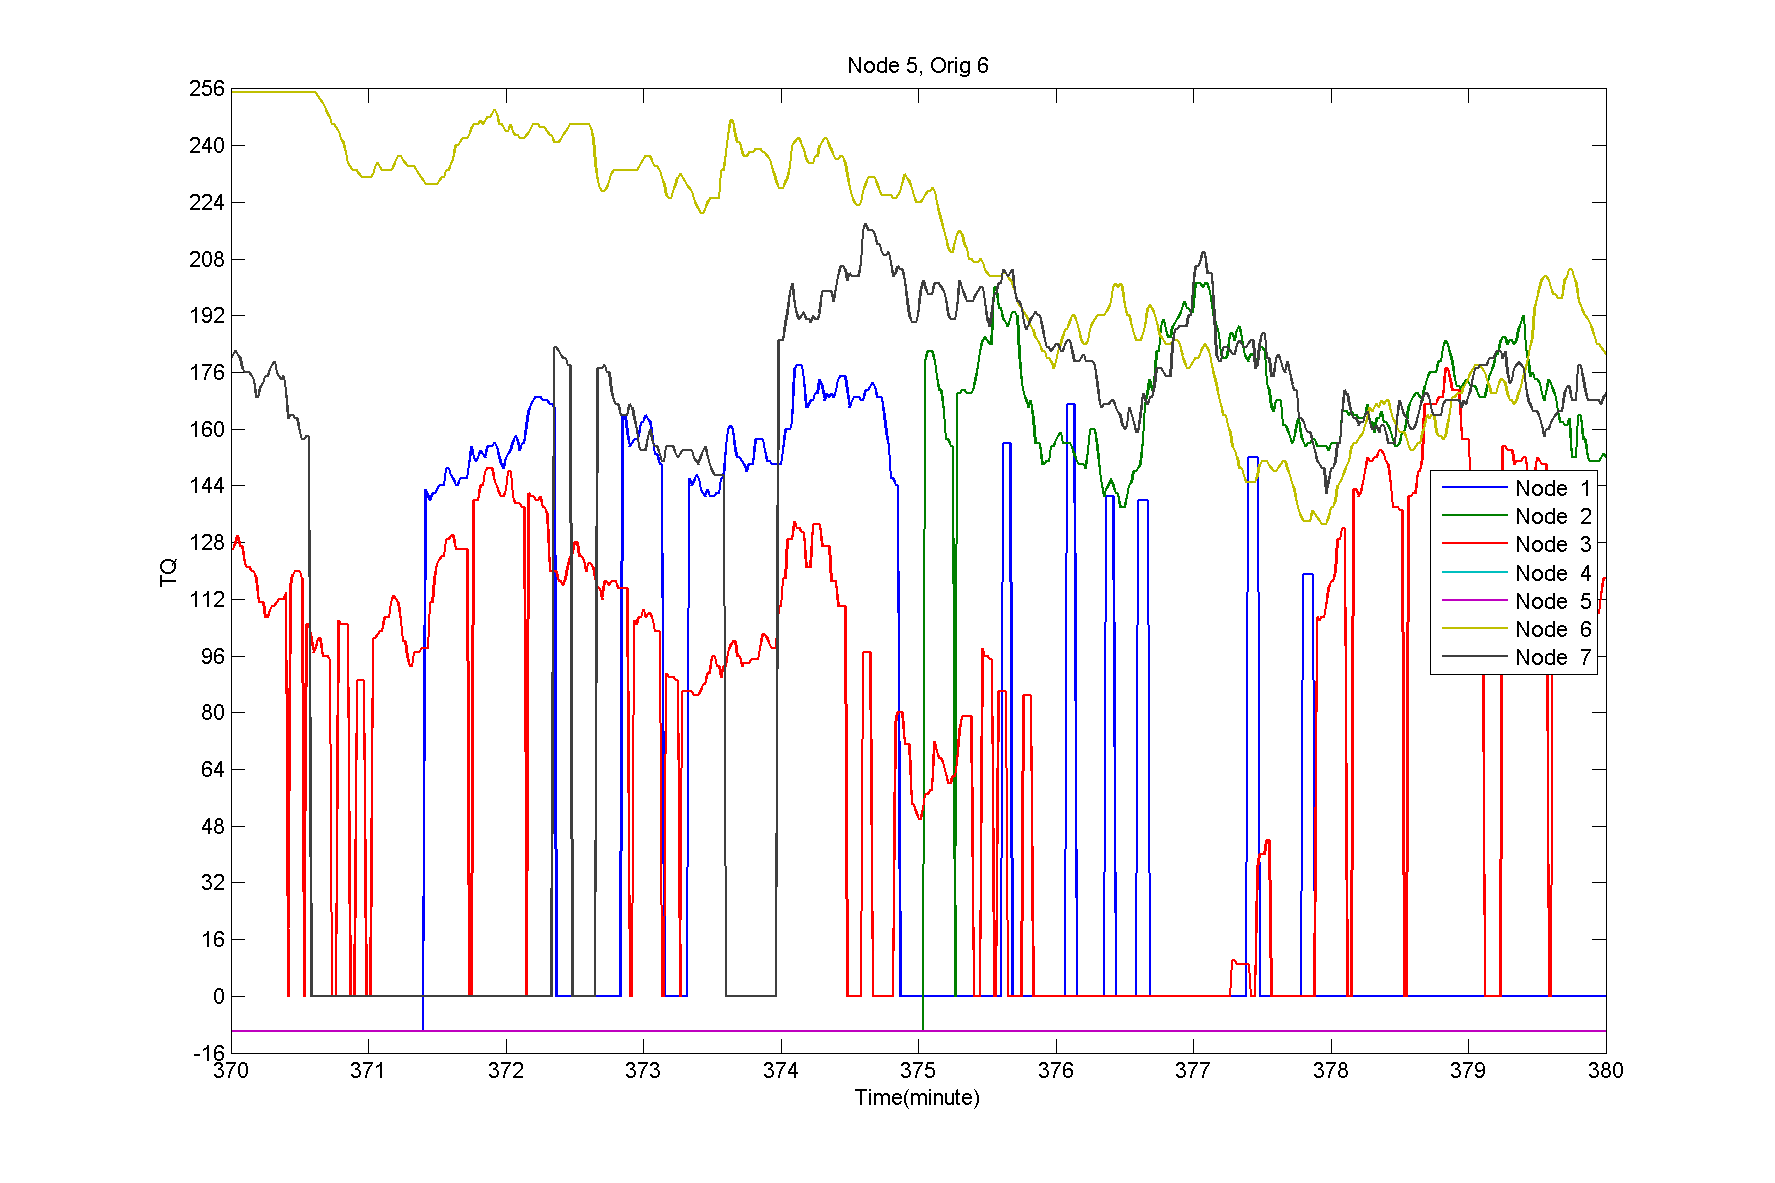 Node 5, Orig 6
256
240
224
208
192
176
160
144
128
112
96
80
64
48
32
16
0
-16
TQ
370 371 372 373 374 375 376 377 378 379 380
Time(minute)
Node 1
Node 2
Node 3
Node 4
Node 5
Node 6
Node 7